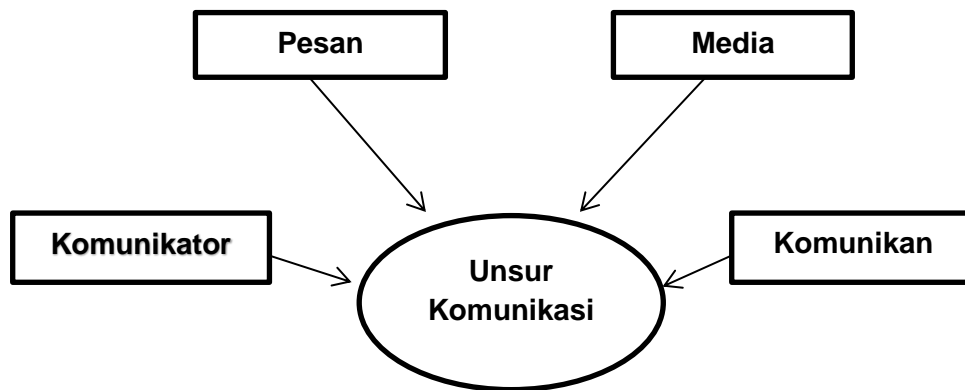 Pesan
Media
Komunikator
Komunikan
Unsur
Komunikasi